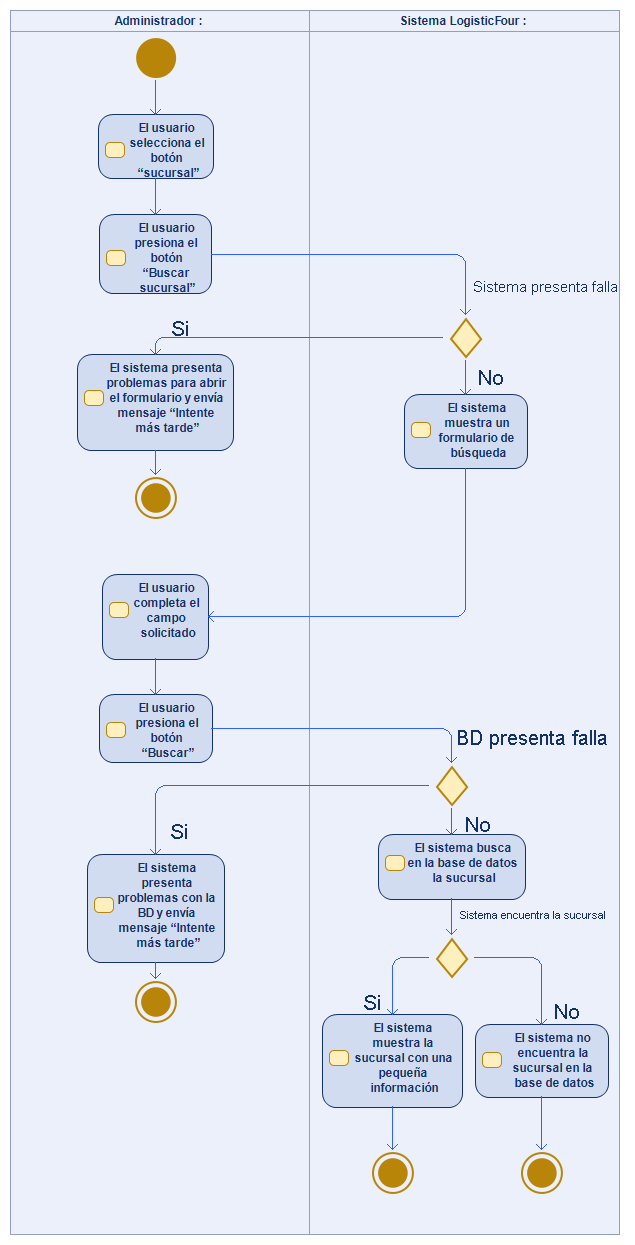 Administrador :
Sistema LogisticFour :
El usuario
selecciona el
botón
“sucursal”
El usuario
presiona el
botón
“Buscar
sucursal”
Sistema presenta falla
Si
No
El sistema presenta
problemas para abrir
el formulario y envía
mensaje “Intente
más tarde”
El sistema
muestra un
formulario de
búsqueda
El usuario
completa el
campo
solicitado
El usuario
presiona el
botón
“Buscar”
BD presenta falla
Si
No
El sistema busca
en la base de datos
la sucursal
El sistema
presenta
problemas con la
BD y envía
mensaje “Intente
más tarde”
Sistema encuentra la sucursal
Si
No
El sistema
muestra la
sucursal con una
pequeña
información
El sistema no
encuentra la
sucursal en la
base de datos